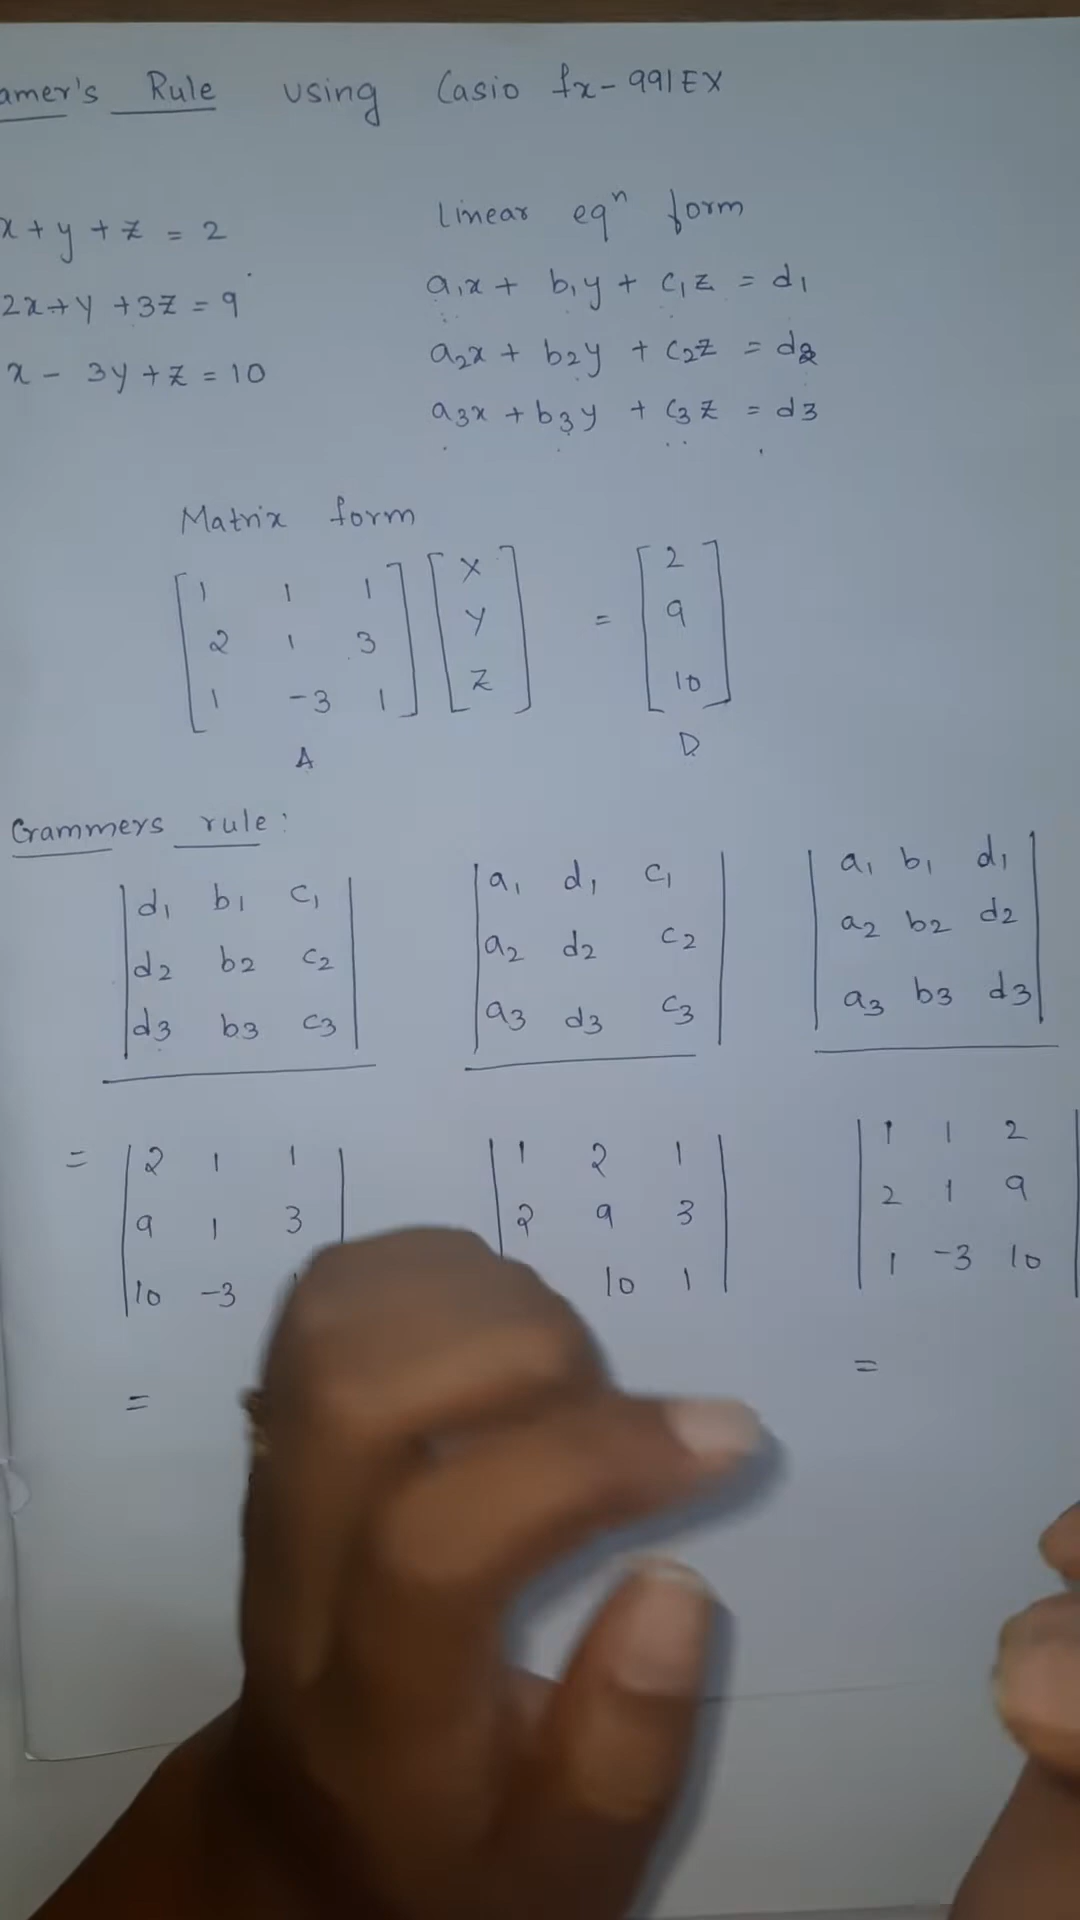 amer's Rule using Casio fx-991EX
x + y + z = 2
2x + y + 3z = 9
x - 3y + z = 10
Linear eqⁿ form
a1x + b1y + c1z = d1
a2x + b2y + c2z = d2
a3x + b3y + c3z = d3
Matrix form
1 1 1 x = 2
2 1 3 y 9
1 -3 1 z 10
A D
Crammers rule:
d1 b1 c1 a1 d1 c1 a1 b1 d1
d2 b2 c2 a2 d2 c2 a2 b2 d2
d3 b3 c3 a3 d3 c3 a3 b3 d3
= 2 1 1 1 2 1 1 1 2
9 1 3 2 9 3 2 1 9
10 -3 10 1 1 -3 10
= =